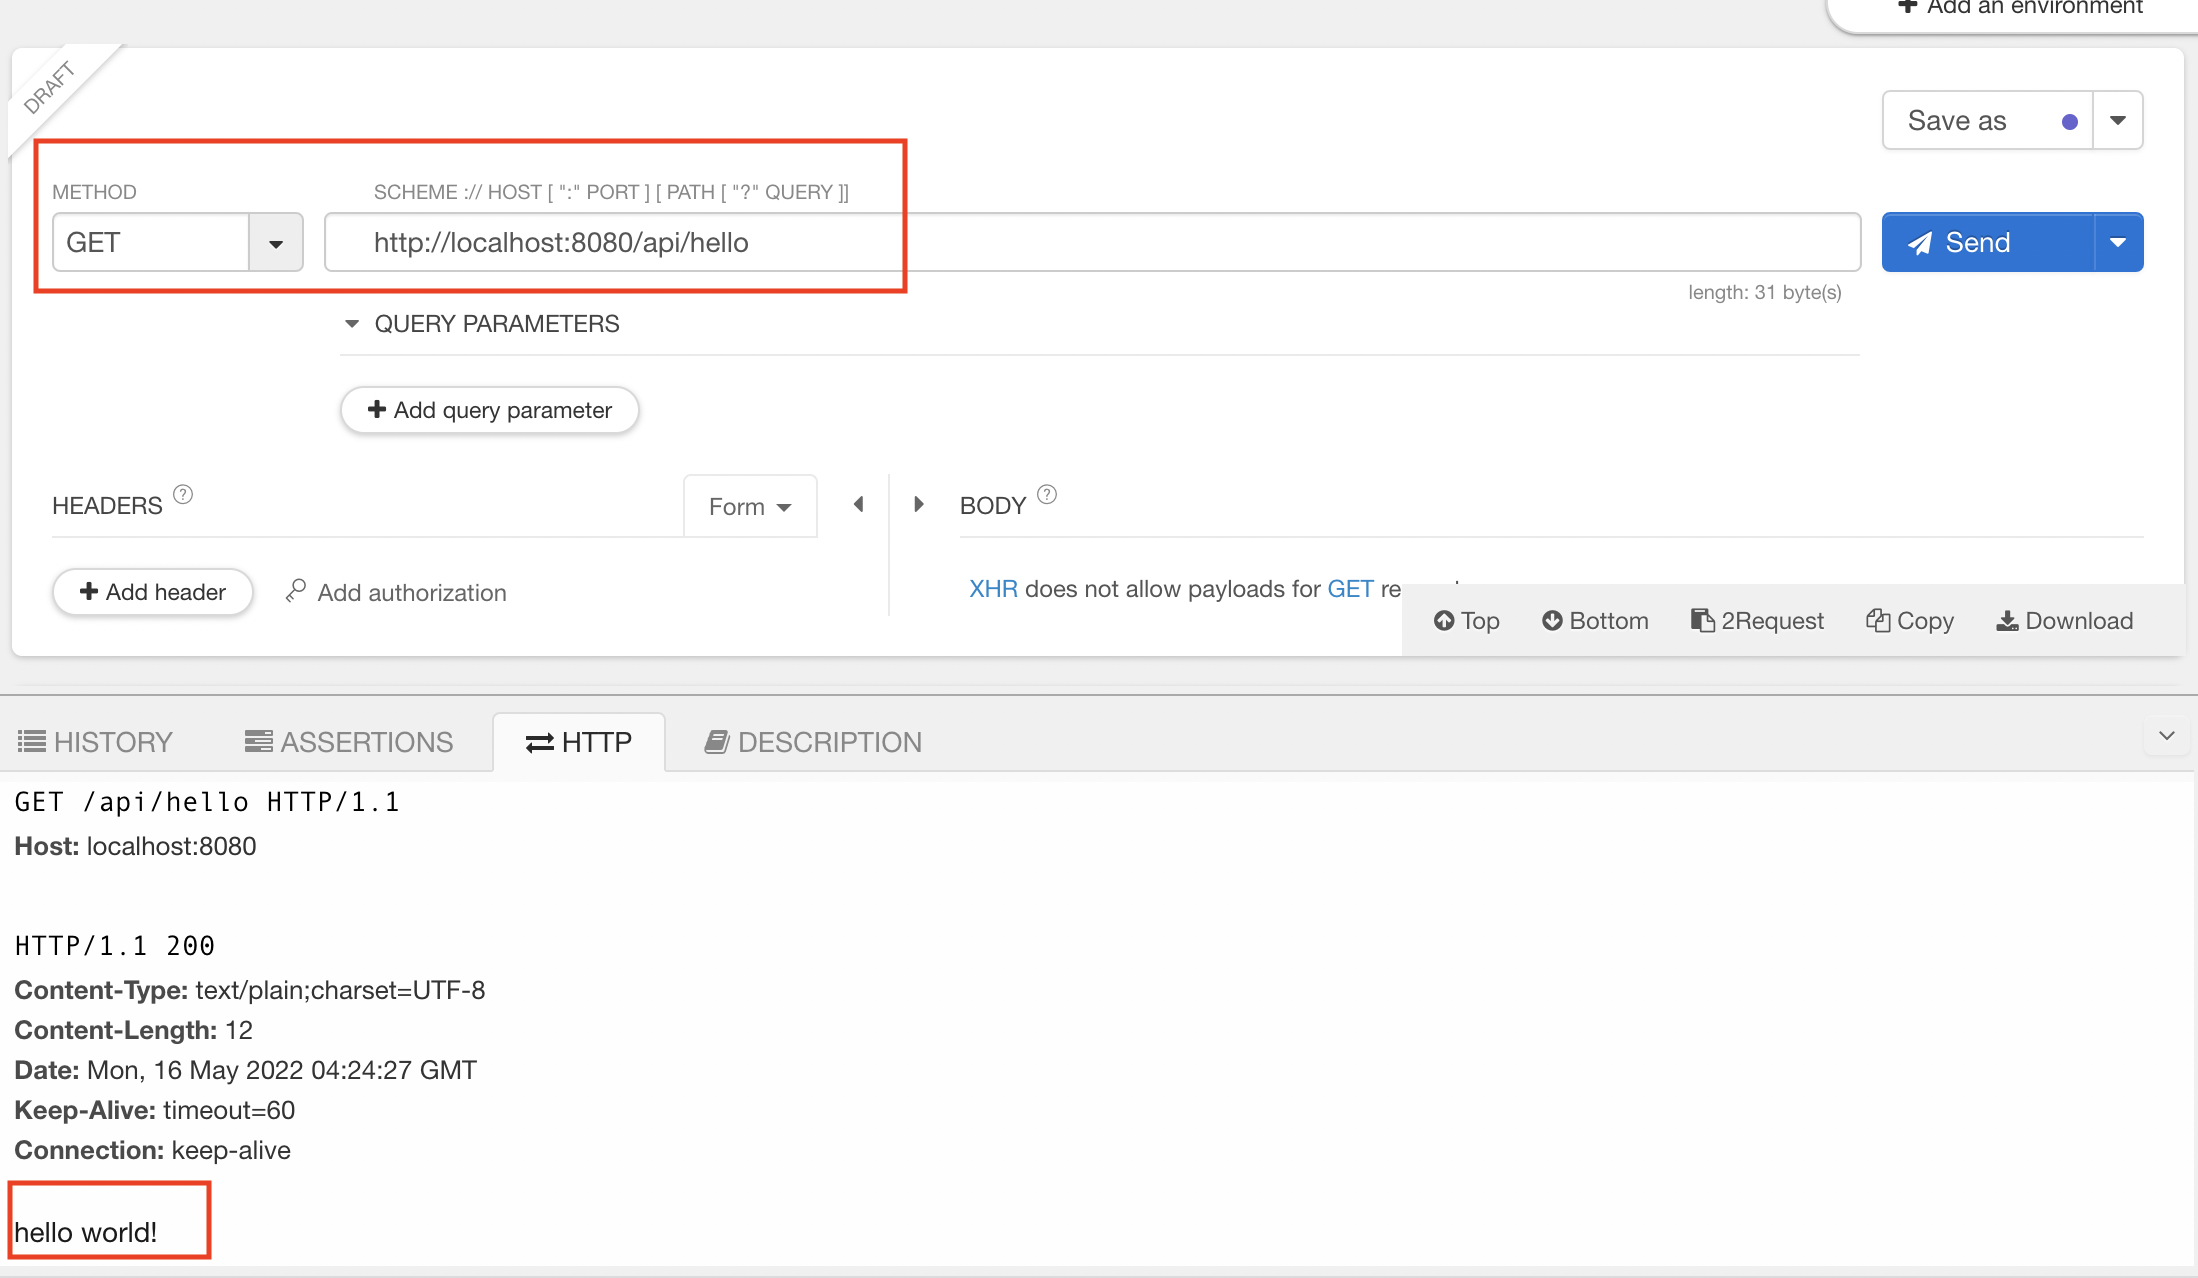 Add an environment
DRAFT
Save as
METHOD
SCHEME :// HOST [ ":" PORT ] [ PATH [ "?" QUERY ]]
GET
http://localhost:8080/api/hello
Send
length: 31 byte(s)
QUERY PARAMETERS
Add query parameter
HEADERS ?
Form
BODY ?
Add header
Add authorization
XHR does not allow payloads for GET re
Top
Bottom
2Request
Copy
Download
HISTORY
ASSERTIONS
HTTP
DESCRIPTION
GET /api/hello HTTP/1.1
Host: localhost:8080
HTTP/1.1 200
Content-Type: text/plain;charset=UTF-8
Content-Length: 12
Date: Mon, 16 May 2022 04:24:27 GMT
Keep-Alive: timeout=60
Connection: keep-alive
hello world!